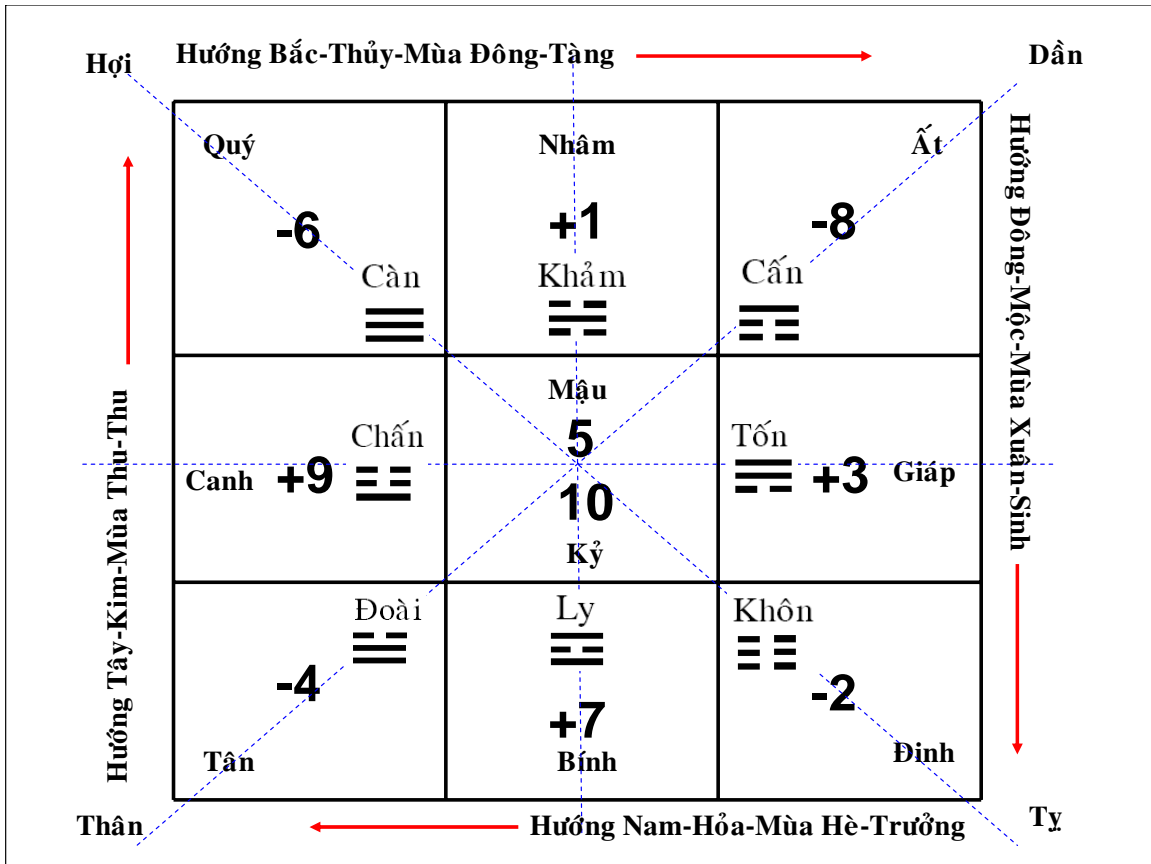 Hướng Bắc-Thủy-Mùa Đông-Tàng
Hợi
Dần
Quý
Nhâm
Ất
-6
+1
-8
Càn
Khảm
Cấn
Hướng Đông-Mộc-Mùa Xuân-Sinh
Hướng Tây-Kim-Mùa Thu-Thu
Mậu
Chấn
5
Tốn
Canh
+9
+3
Giáp
10
Kỷ
Đoài
Ly
Khôn
-4
+7
-2
Tân
Bính
Đinh
Thân
Hướng Nam-Hỏa-Mùa Hè-Trưởng
Tỵ